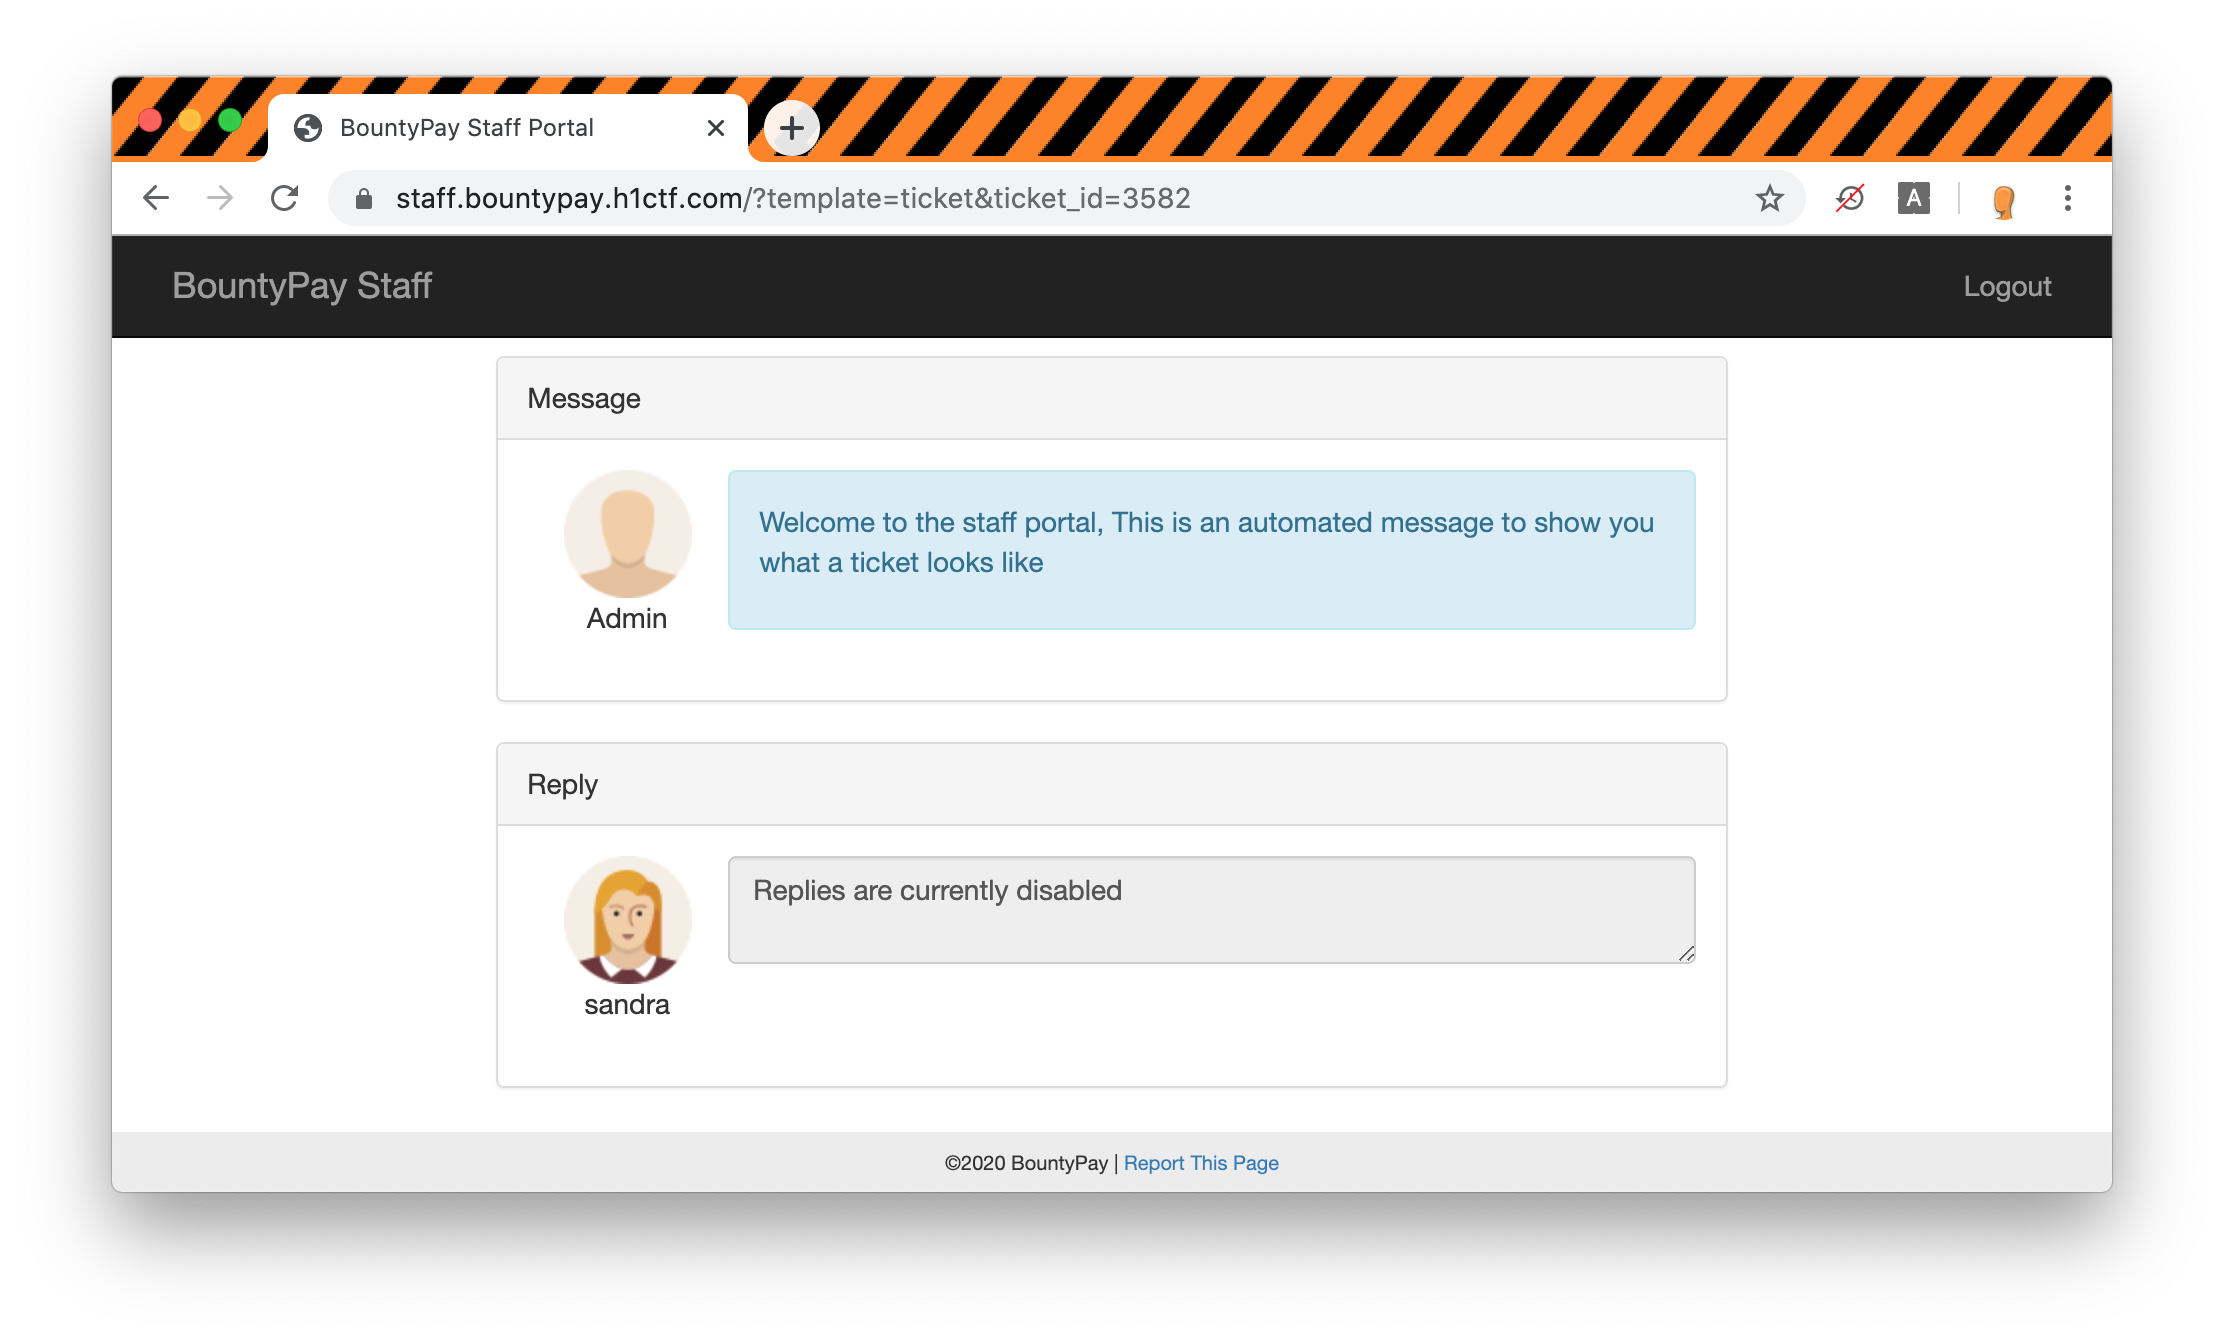 BountyPay Staff Portal
staff.bountypay.h1ctf.com/?template=ticket&ticket_id=3582
A
BountyPay Staff
Logout
Message
Welcome to the staff portal, This is an automated message to show you
what a ticket looks like
Admin
Reply
Replies are currently disabled
sandra
©2020 BountyPay | Report This Page